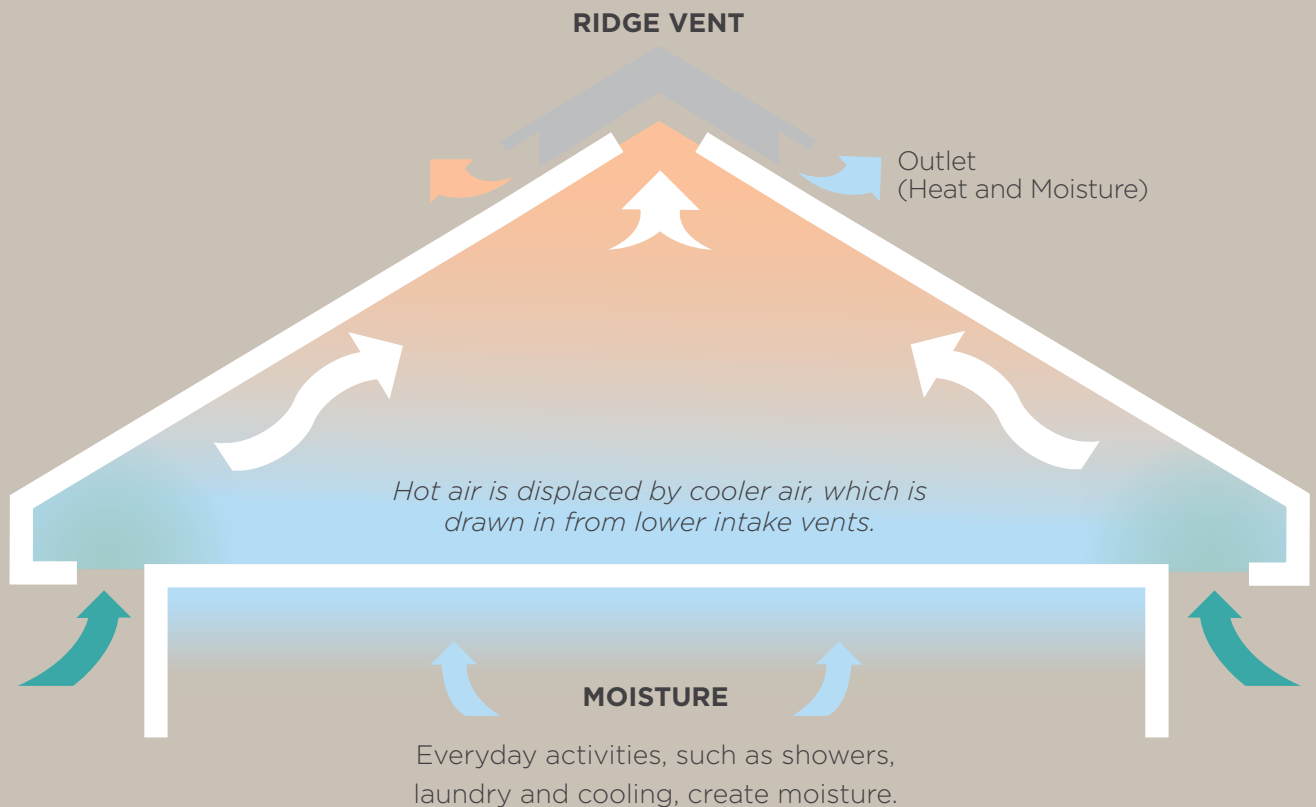 RIDGE VENT
Outlet
(Heat and Moisture)
Hot air is displaced by cooler air, which is
drawn in from lower intake vents.
MOISTURE
Everyday activities, such as showers,
laundry and cooling, create moisture.